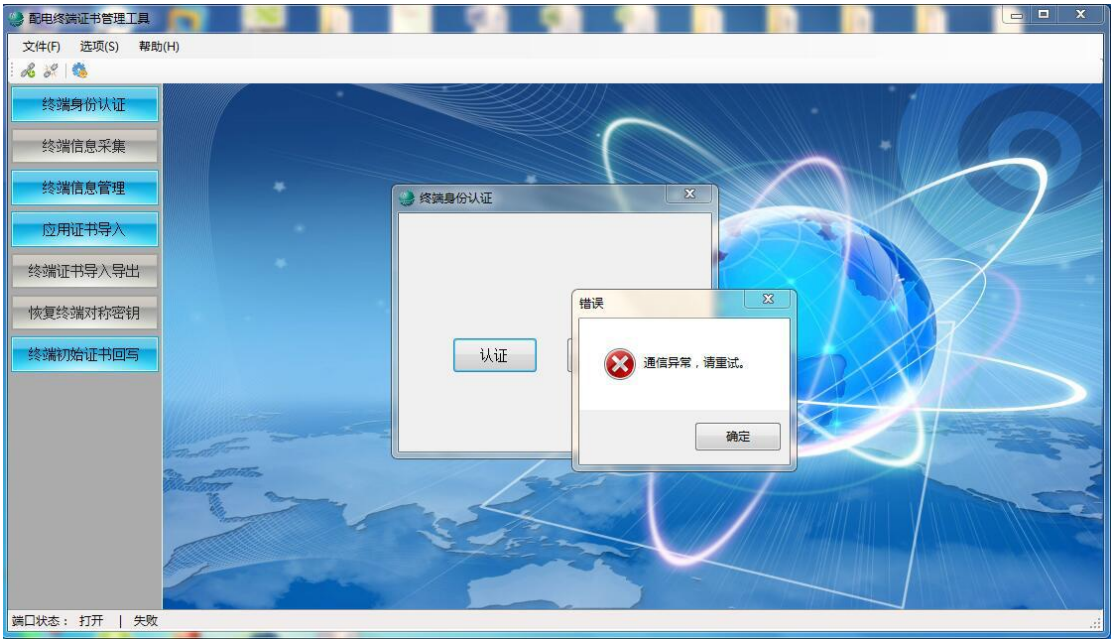 配电终端证书管理工具
文件(F) 选项(S) 帮助(H)
终端身份认证
终端信息采集
终端信息管理
应用证书导入
终端证书导入导出
恢复终端对称密钥
终端初始证书回写
终端身份认证
认证
错误
通信异常，请重试。
确定
端口状态： 打开 | 失败